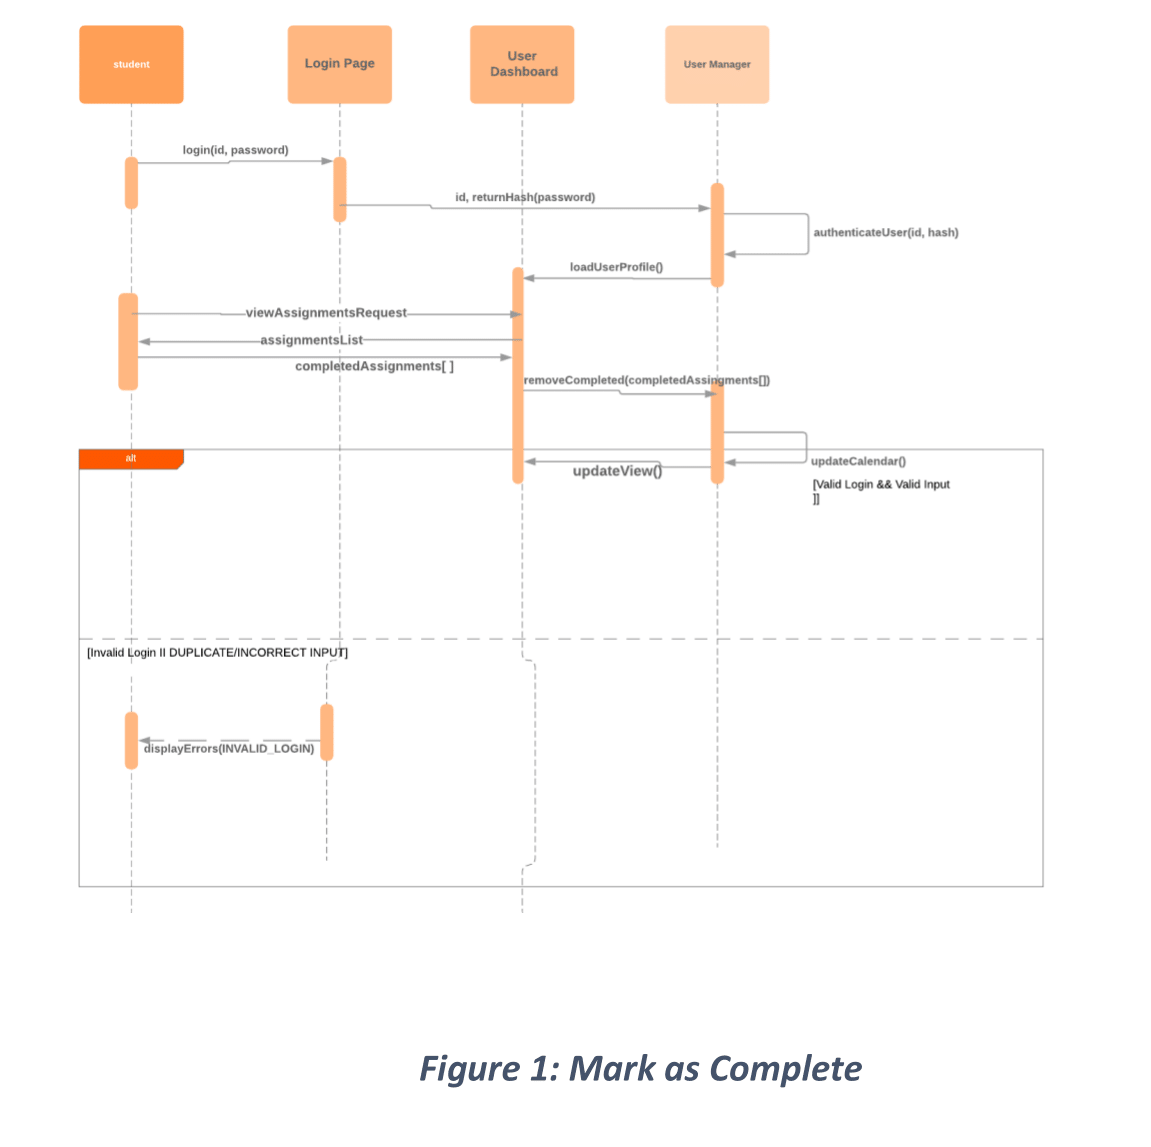 student
Login Page
User
Dashboard
User Manager
login(id, password)
id, returnHash(password)
authenticateUser(id, hash)
loadUserProfile()
viewAssignmentsRequest
assignmentsList
completedAssignments[ ]
removeCompleted(completedAssingments[])
alt
updateCalendar()
updateView()
[Valid Login && Valid Input
]]
[Invalid Login II DUPLICATE/INCORRECT INPUT]
displayErrors(INVALID_LOGIN)
Figure 1: Mark as Complete